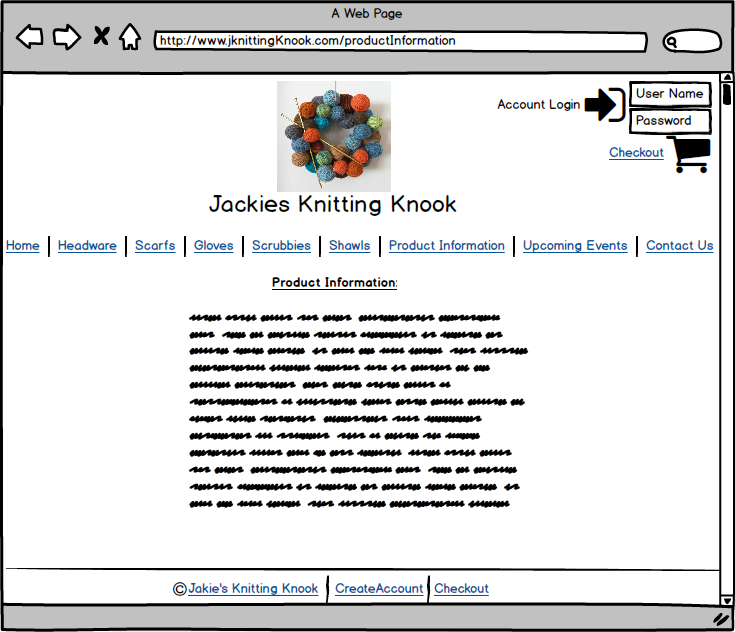 A Web Page
http://www.jknittingKnook.com/productInformation
Account Login
User Name
Password
Checkout
Jackies Knitting Knook
Home Headware Scarfs Gloves Scrubbies Shawls Product Information Upcoming Events Contact Us
Product Information:
©Jakie's Knitting Knook CreateAccount Checkout